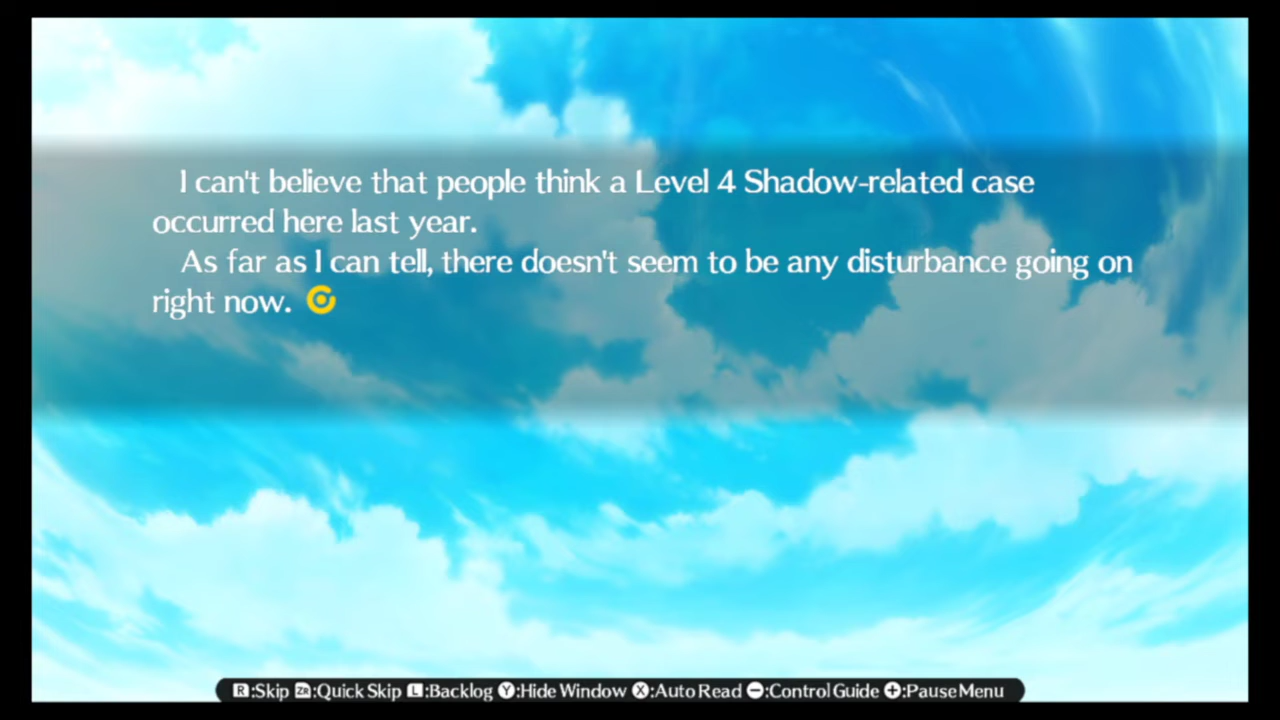 I can't believe that people think a Level 4 Shadow-related case
occurred here last year.
As far as I can tell, there doesn't seem to be any disturbance going on
right now.
R:Skip ZR:Quick Skip L:Backlog Y:Hide Window X:Auto Read -:Control Guide +:Pause Menu